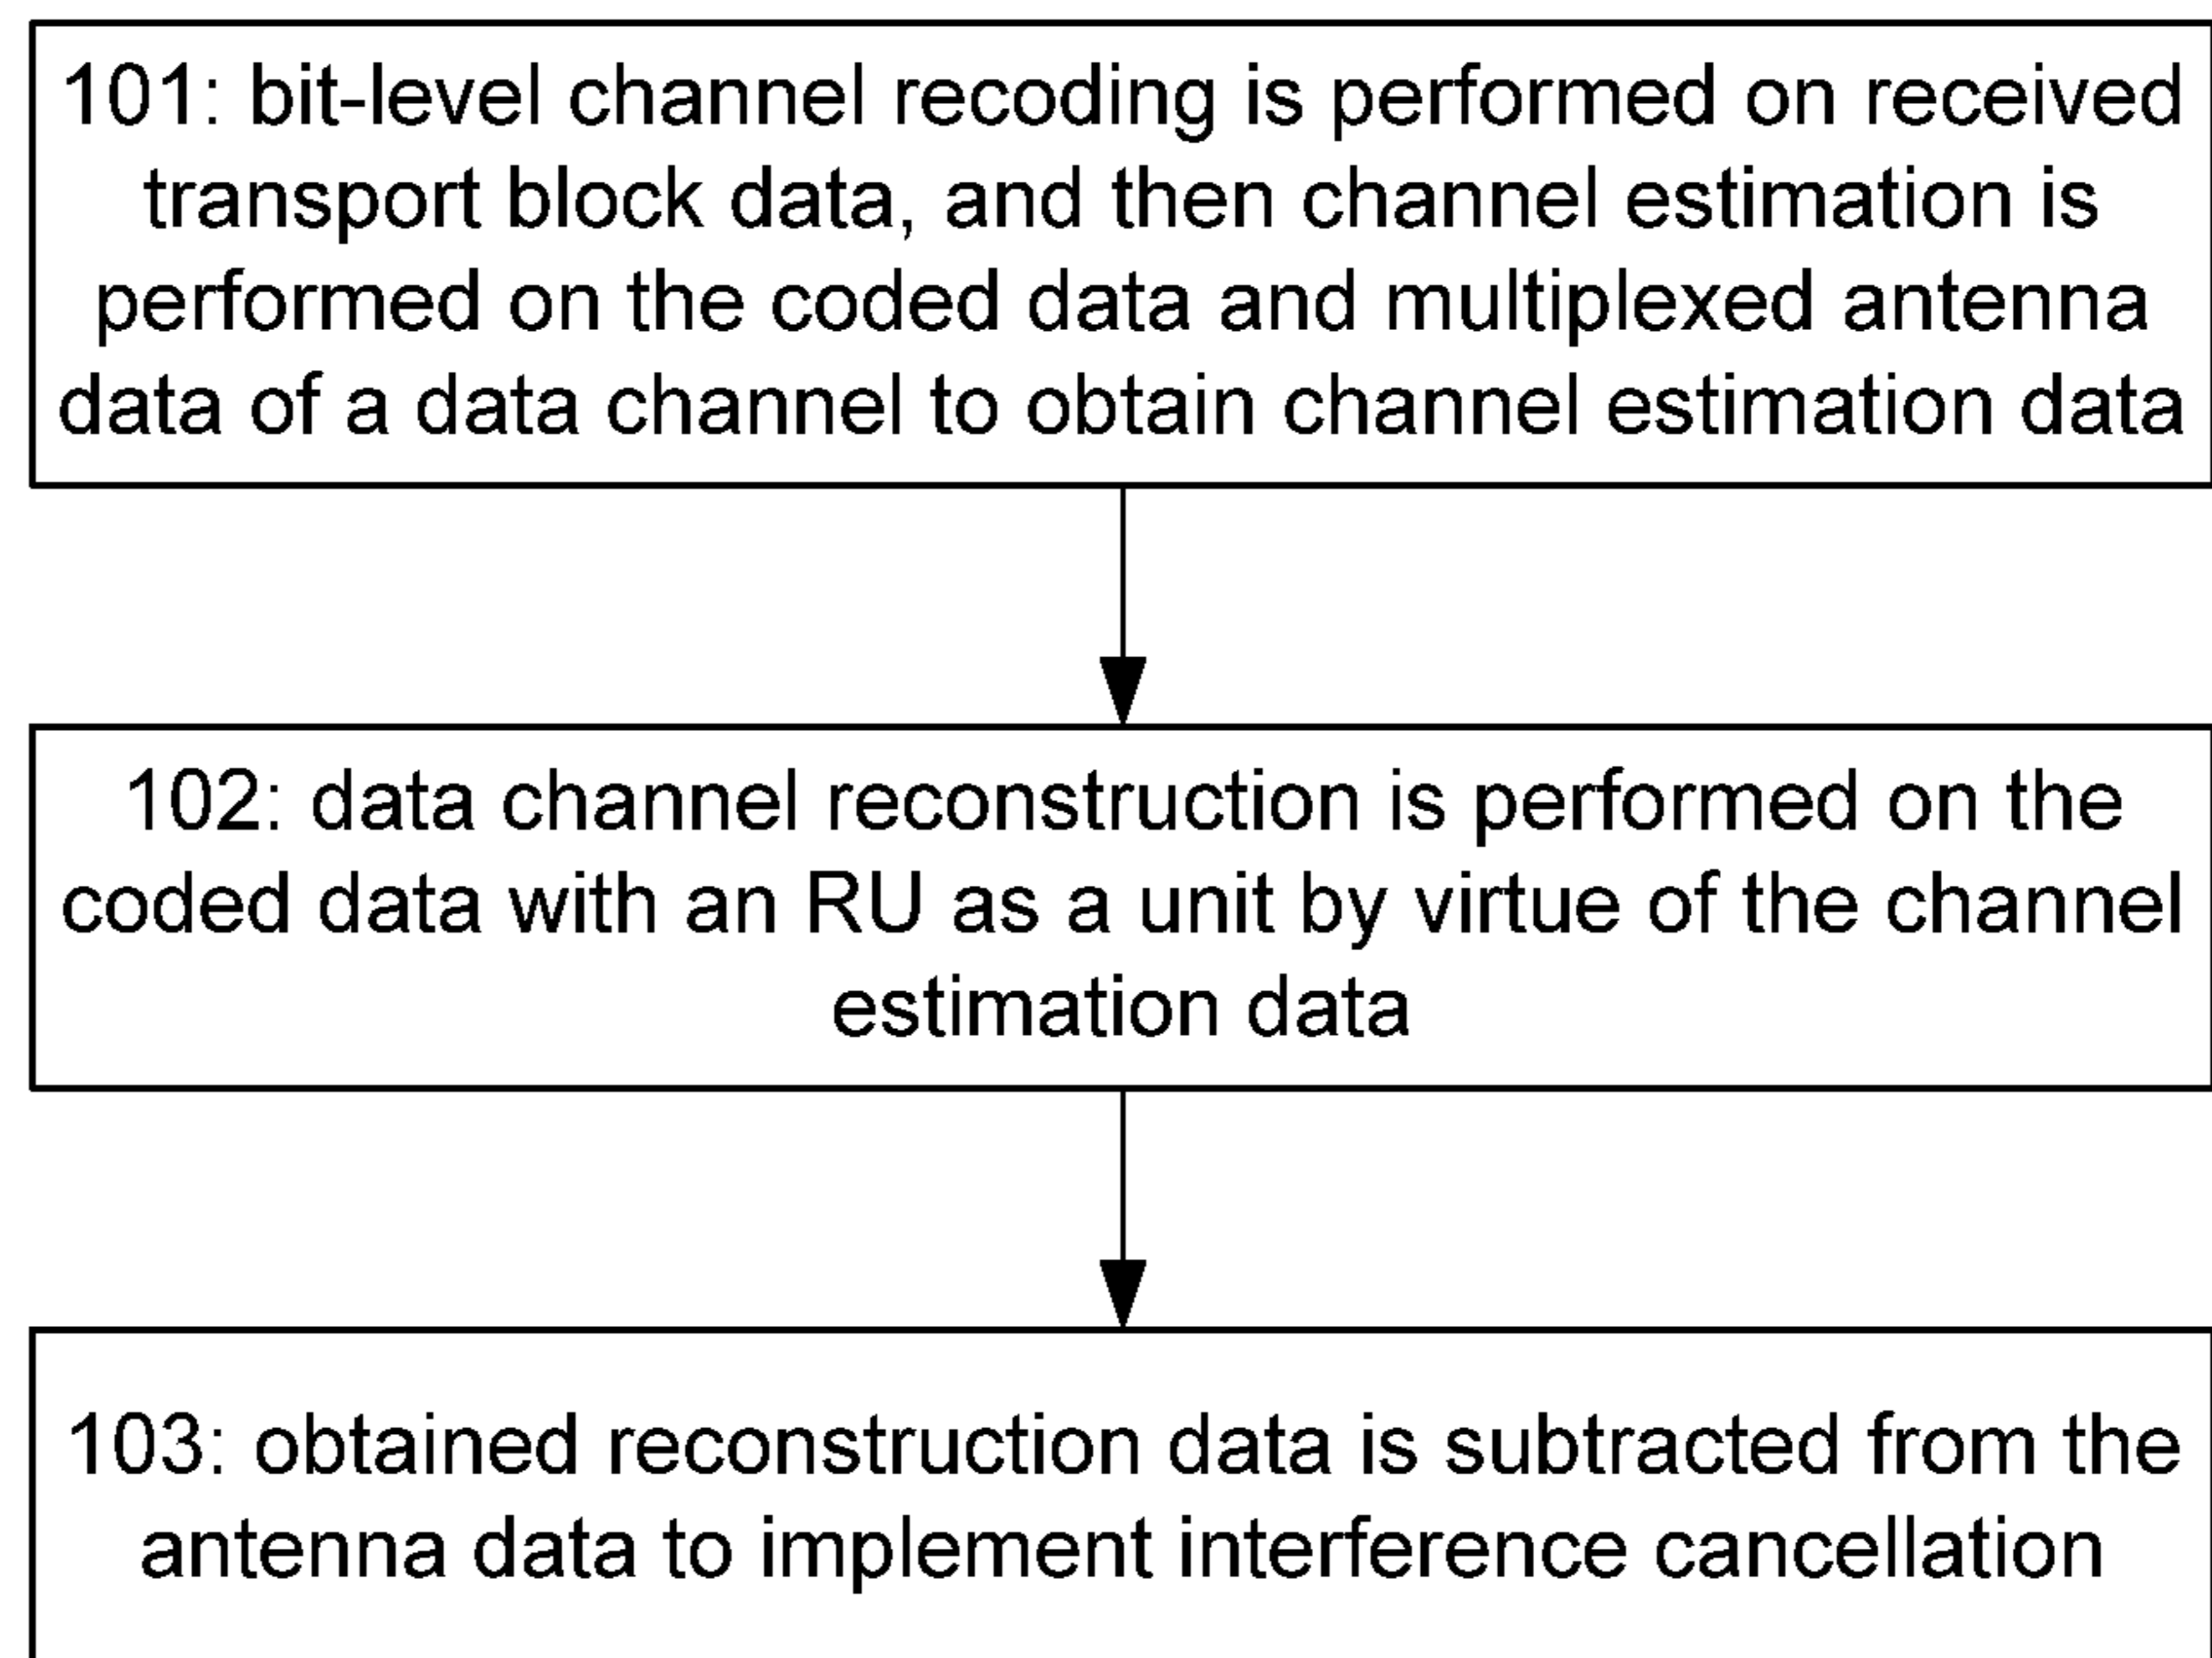 101: bit-level channel recoding is performed on received
transport block data, and then channel estimation is
performed on the coded data and multiplexed antenna
data of a data channel to obtain channel estimation data
102: data channel reconstruction is performed on the
coded data with an RU as a unit by virtue of the channel
estimation data
103: obtained reconstruction data is subtracted from the
antenna data to implement interference cancellation